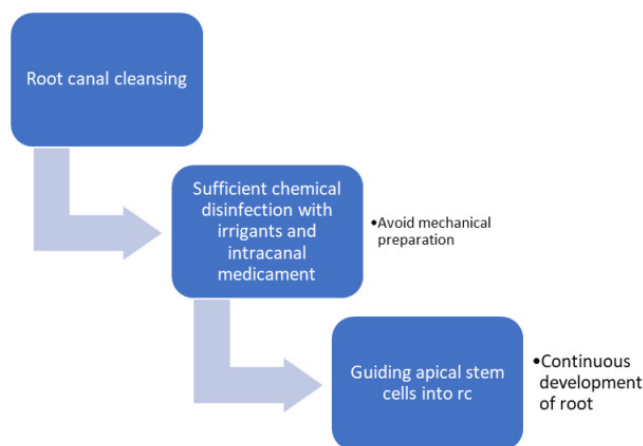 Root canal cleansing
Sufficient chemical
disinfection with
irrigants and
intracanal
medicament
•Avoid mechanical
preparation
Guiding apical stem
cells into rc
•Continuous
development
of root